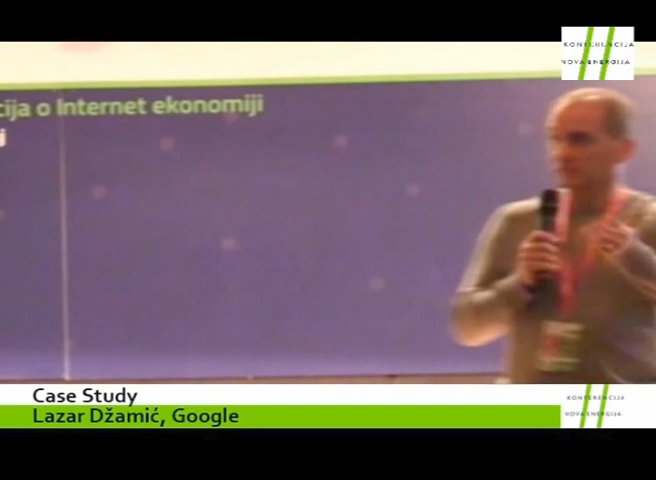 KONFERENCIJA
NOVA ENERGIJA
cija o Internet ekonomiji
i
Case Study
Lazar Džamić, Google
KONFERENCIJA
NOVA ENERGIJA